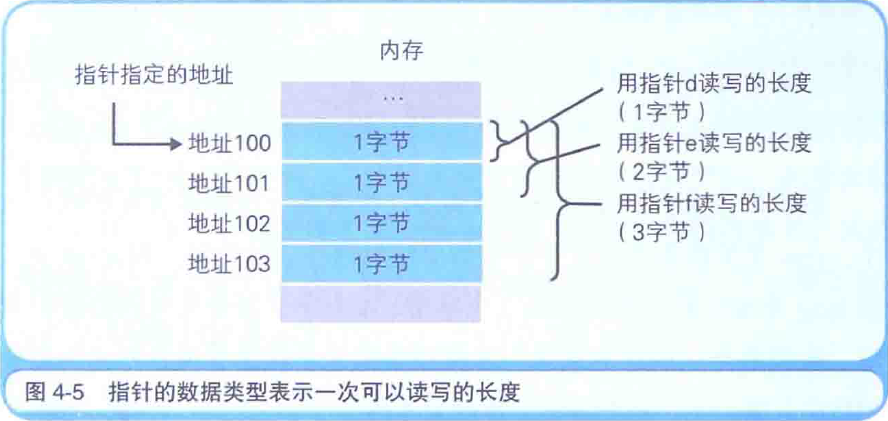 内存
指针指定的地址
…
地址100
1字节
地址101
1字节
地址102
1字节
地址103
1字节
用指针d读写的长度
(1字节)
用指针e读写的长度
(2字节)
用指针f读写的长度
(3字节)
图 4-5 指针的数据类型表示一次可以读写的长度